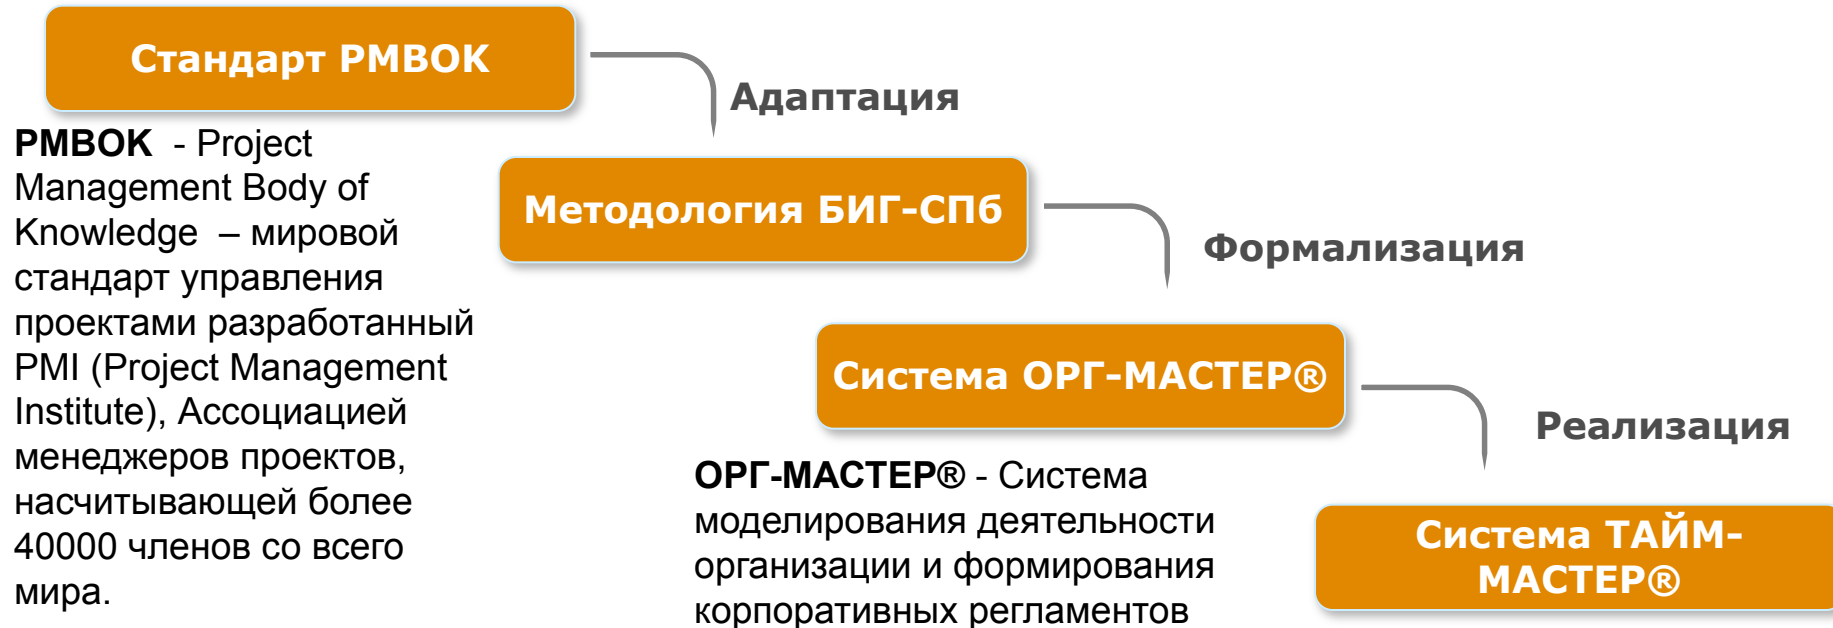 Стандарт PMBOK
Адаптация
PMBOK - Project
Management Body of
Knowledge – мировой
стандарт управления
проектами разработанный
PMI (Project Management
Institute), Ассоциацией
менеджеров проектов,
насчитывающей более
40000 членов со всего
мира.
Методология БИГ-СПб
Формализация
Система ОРГ-МАСТЕР®
Реализация
ОРГ-МАСТЕР® - Система
моделирования деятельности
организации и формирования
корпоративных регламентов
Система ТАЙМ-
МАСТЕР®